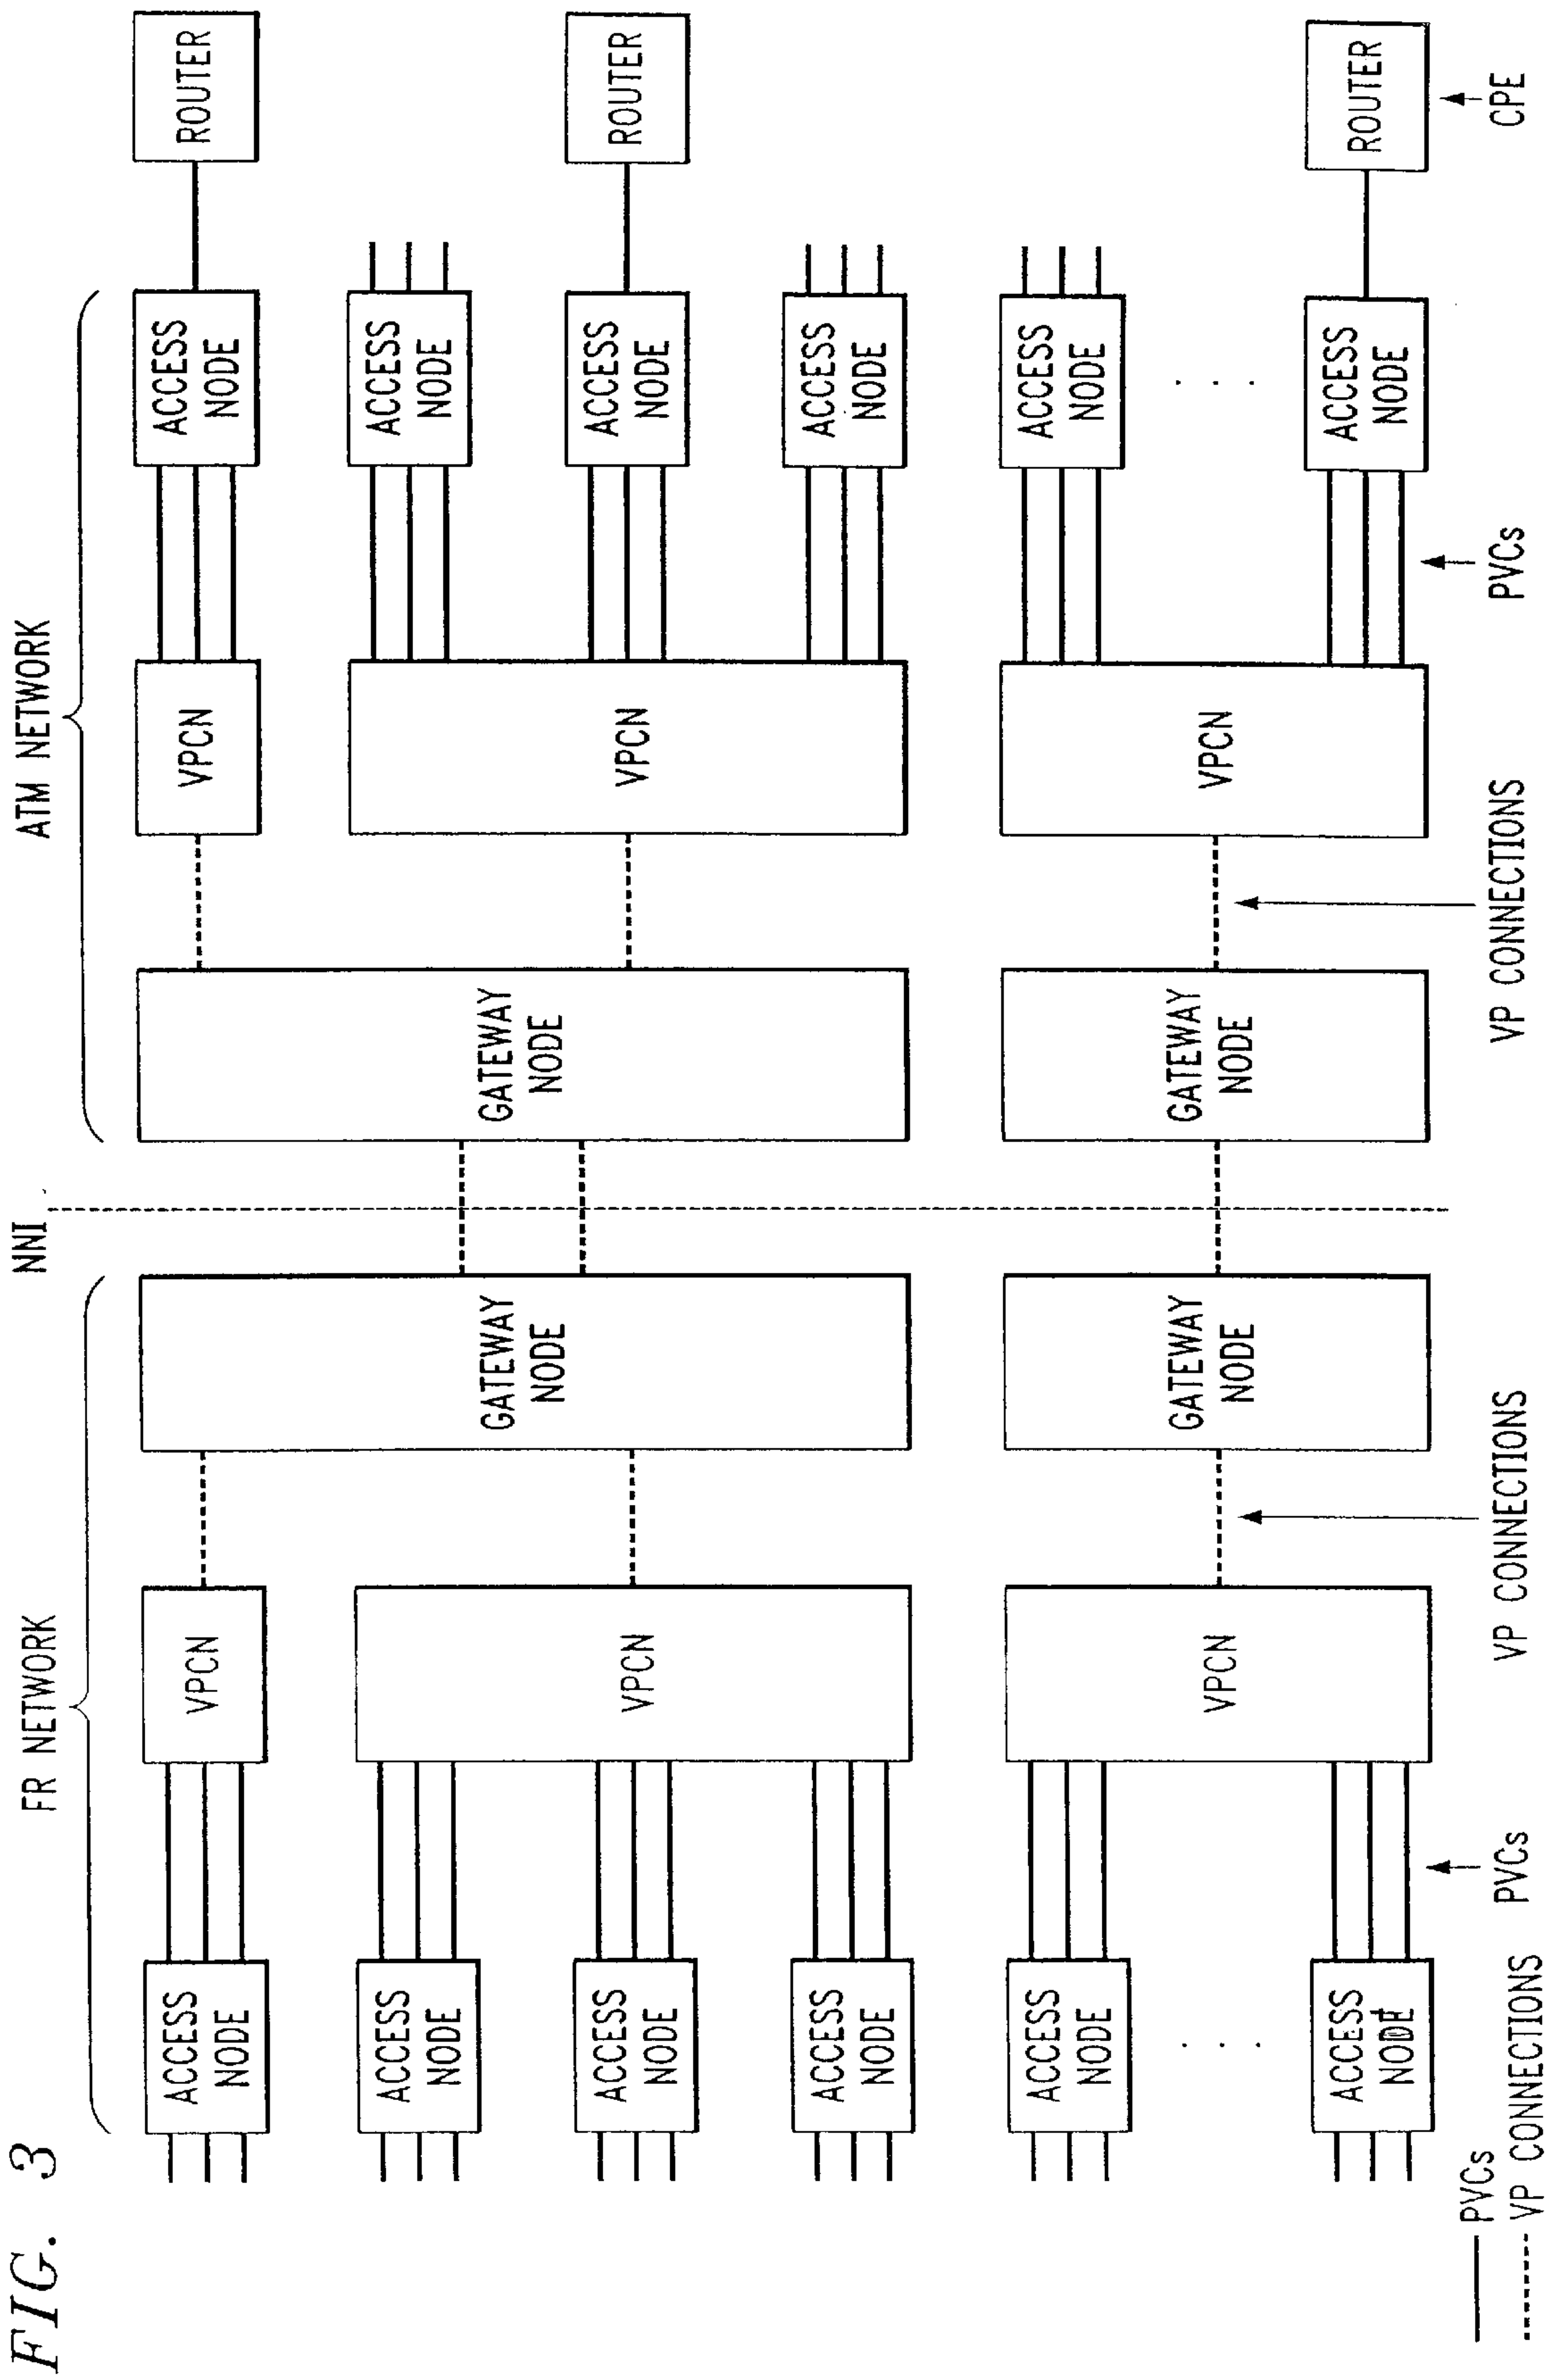 FIG. 3
FR NETWORK
NNI
ATM NETWORK
ACCESS
NODE
VPCN
GATEWAY
NODE
GATEWAY
NODE
VPCN
ACCESS
NODE
ROUTER
ACCESS
NODE
ACCESS
NODE
ACCESS
NODE
VPCN
VPCN
ACCESS
NODE
ACCESS
NODE
ROUTER
ACCESS
NODE
ACCESS
NODE
ACCESS
NODE
VPCN
GATEWAY
NODE
GATEWAY
NODE
VPCN
ACCESS
NODE
. . .
. . .
ACCESS
NODE
ACCESS
NODE
ROUTER
PVCs
VP CONNECTIONS
VP CONNECTIONS
PVCs
CPE
PVCs
VP CONNECTIONS